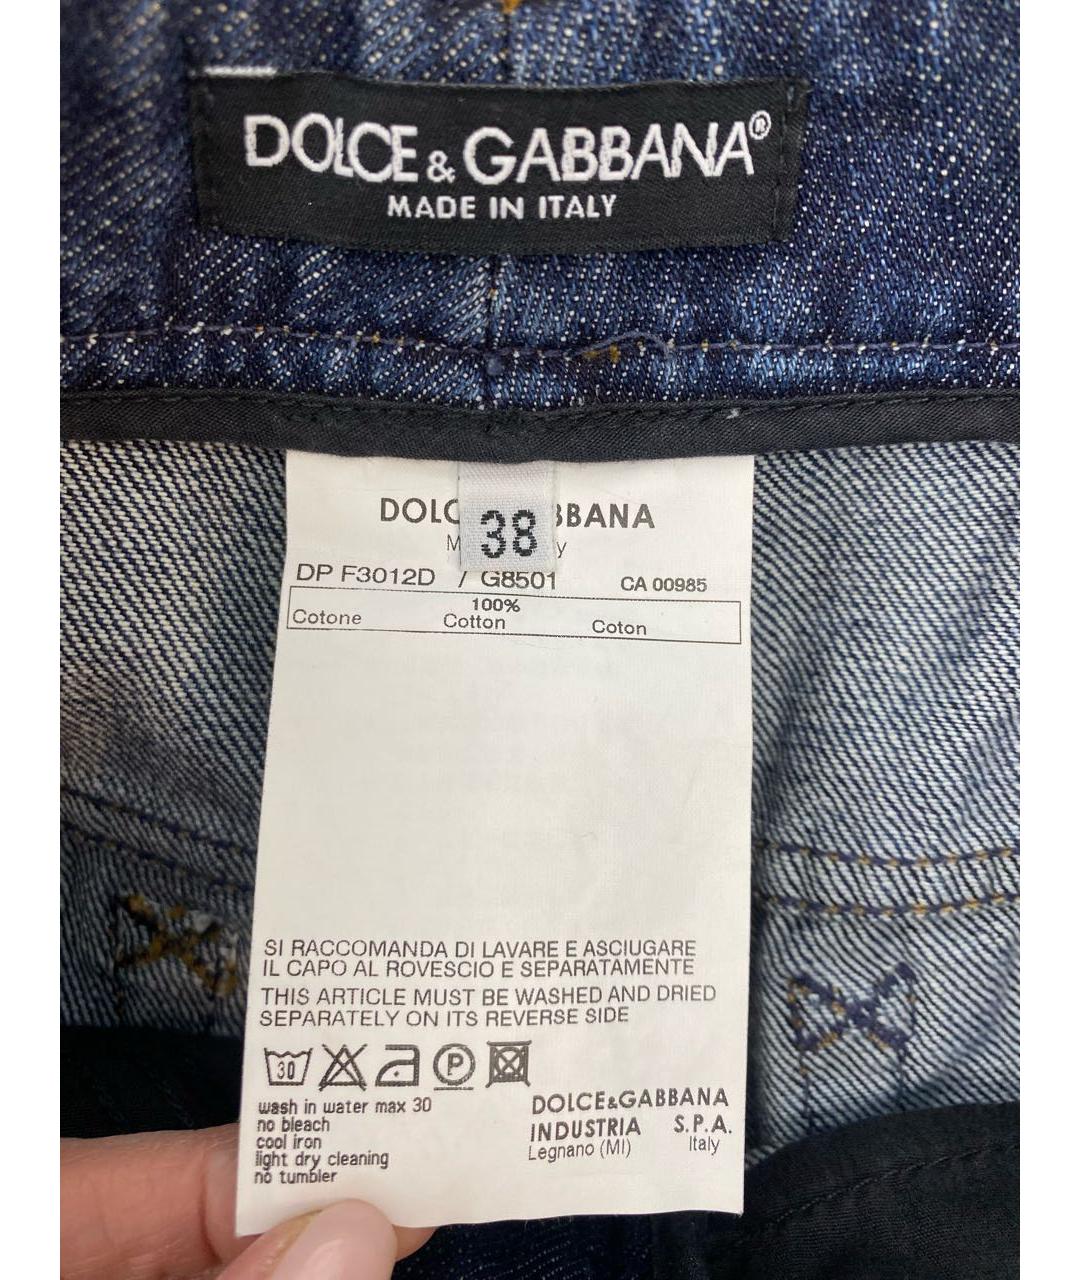 DOLCE & GABBANA®
MADE IN ITALY
38
DP F3012D / G8501 CA 00985
100%
Cotone Cotton Coton
SI RACCOMANDA DI LAVARE E ASCIUGARE
IL CAPO AL ROVESCIO E SEPARATAMENTE
THIS ARTICLE MUST BE WASHED AND DRIED
SEPARATELY ON ITS REVERSE SIDE
30 P
wash in water max 30
no bleach
cool iron
light dry cleaning
no tumbler
DOLCE&GABBANA
INDUSTRIA S.P.A.
Legnano (MI) Italy